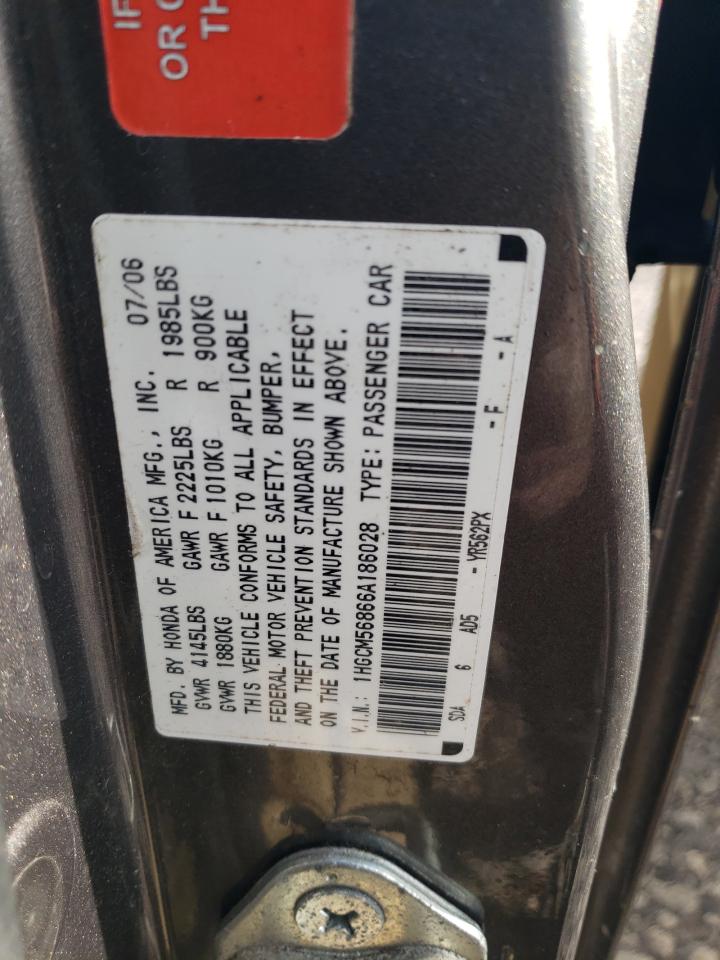 IF
OR
TH
MFD. BY HONDA OF AMERICA MFG., INC. 07/06
GVWR 4145LBS GAWR F 2225LBS R 1985LBS
GVWR 1880KG GAWR F 1010KG R 900KG
THIS VEHICLE CONFORMS TO ALL APPLICABLE
FEDERAL MOTOR VEHICLE SAFETY, BUMPER,
AND THEFT PREVENTION STANDARDS IN EFFECT
ON THE DATE OF MANUFACTURE SHOWN ABOVE.
V.I.N.: 1HGCM56866A186028 TYPE: PASSENGER CAR
SDA 6 AD5 -YR562PX -F -A